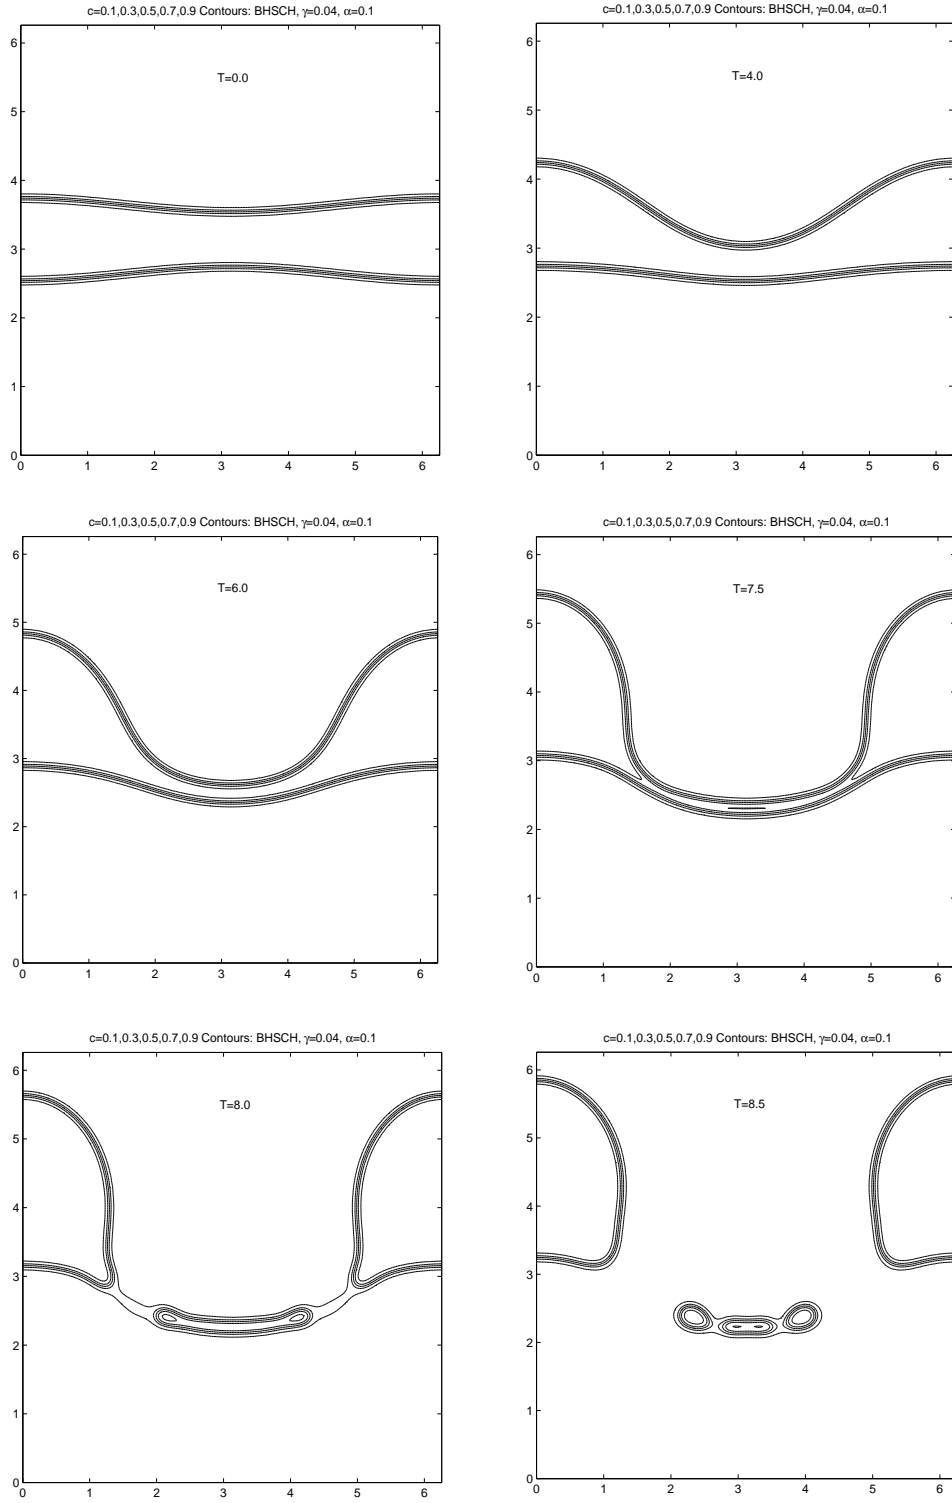 c=0.1,0.3,0.5,0.7,0.9 Contours: BHSCH, γ=0.04, α=0.1
T=0.0
6
5
4
3
2
1
0
0 1 2 3 4 5 6
c=0.1,0.3,0.5,0.7,0.9 Contours: BHSCH, γ=0.04, α=0.1
T=4.0
6
5
4
3
2
1
0
0 1 2 3 4 5 6
c=0.1,0.3,0.5,0.7,0.9 Contours: BHSCH, γ=0.04, α=0.1
T=6.0
6
5
4
3
2
1
0
0 1 2 3 4 5 6
c=0.1,0.3,0.5,0.7,0.9 Contours: BHSCH, γ=0.04, α=0.1
T=7.5
6
5
4
3
2
1
0
0 1 2 3 4 5 6
c=0.1,0.3,0.5,0.7,0.9 Contours: BHSCH, γ=0.04, α=0.1
T=8.0
6
5
4
3
2
1
0
0 1 2 3 4 5 6
c=0.1,0.3,0.5,0.7,0.9 Contours: BHSCH, γ=0.04, α=0.1
T=8.5
6
5
4
3
2
1
0
0 1 2 3 4 5 6